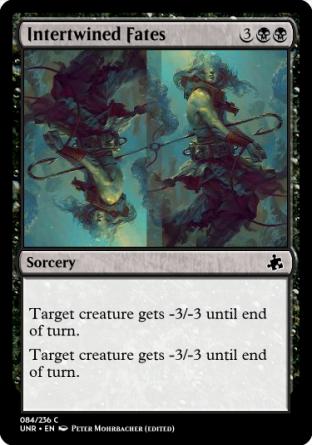 Intertwined Fates 3
Sorcery
Target creature gets -3/-3 until end
of turn.
Target creature gets -3/-3 until end
of turn.
084/236 C
UNR • EN Peter Mohrbacher (edited)